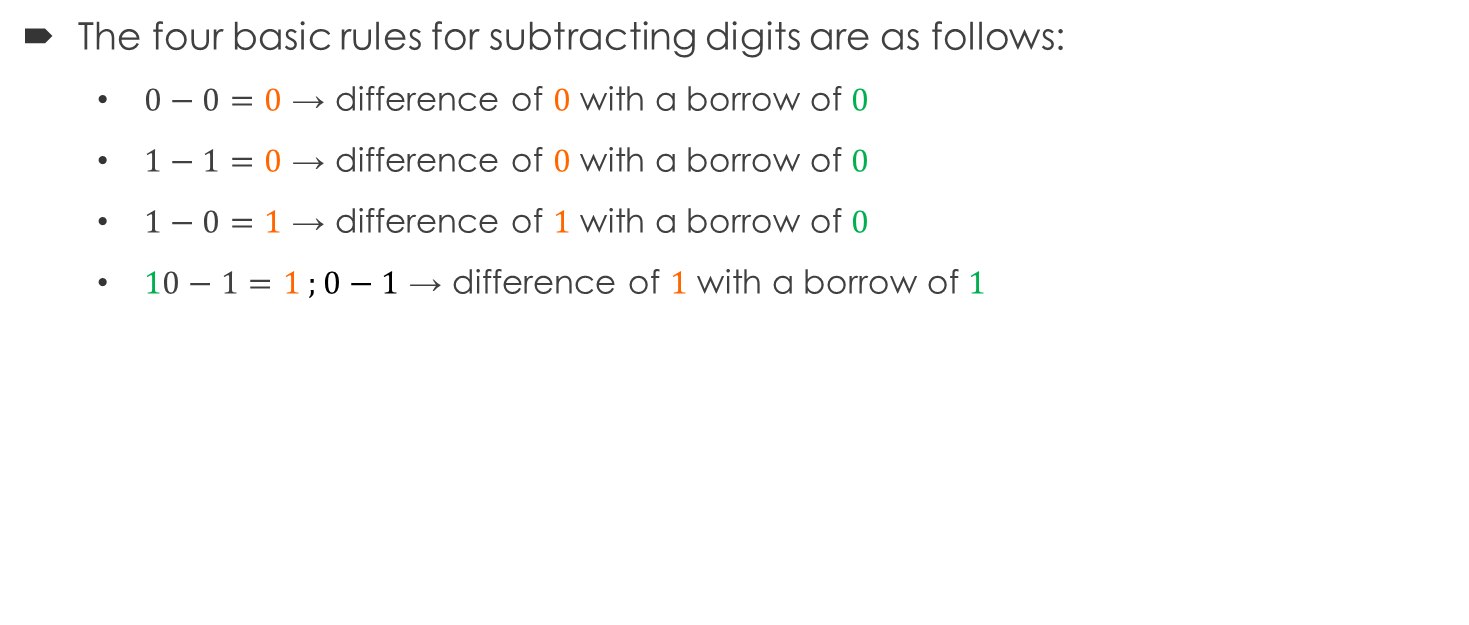 The four basic rules for subtracting digits are as follows:
• 0 − 0 = 0 → difference of 0 with a borrow of 0
• 1 − 1 = 0 → difference of 0 with a borrow of 0
• 1 − 0 = 1 → difference of 1 with a borrow of 0
• 10 − 1 = 1 ; 0 − 1 → difference of 1 with a borrow of 1